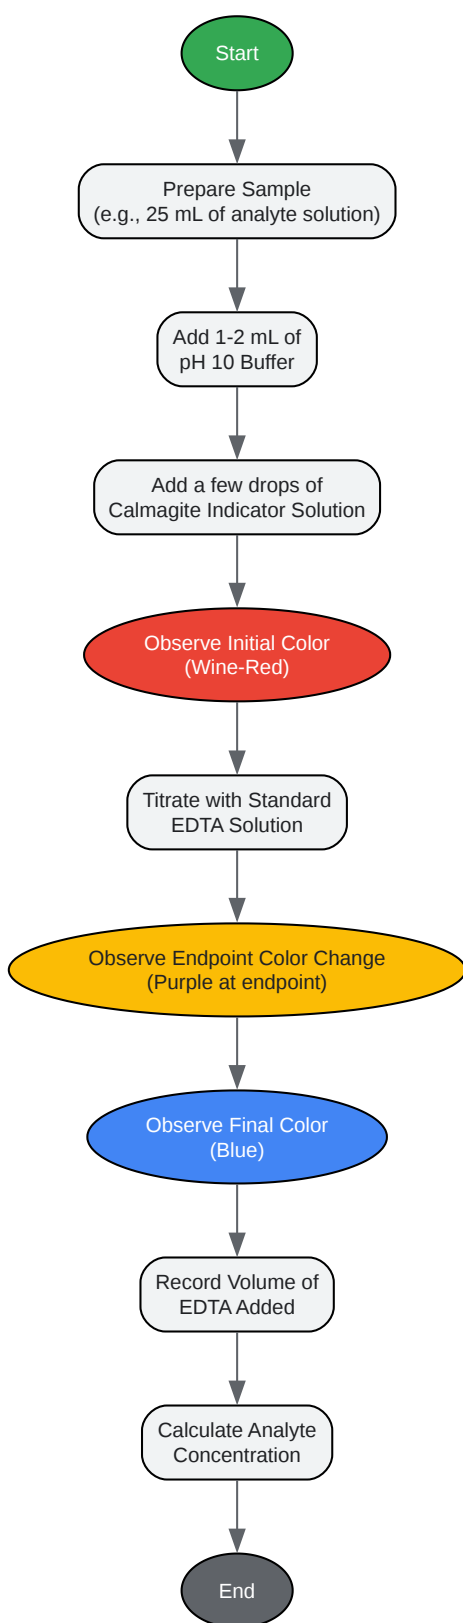 Start
Prepare Sample
(e.g., 25 mL of analyte solution)
Add 1-2 mL of
pH 10 Buffer
Add a few drops of
Calmagite Indicator Solution
Observe Initial Color
(Wine-Red)
Titrate with Standard
EDTA Solution
Observe Endpoint Color Change
(Purple at endpoint)
Observe Final Color
(Blue)
Record Volume of
EDTA Added
Calculate Analyte
Concentration
End